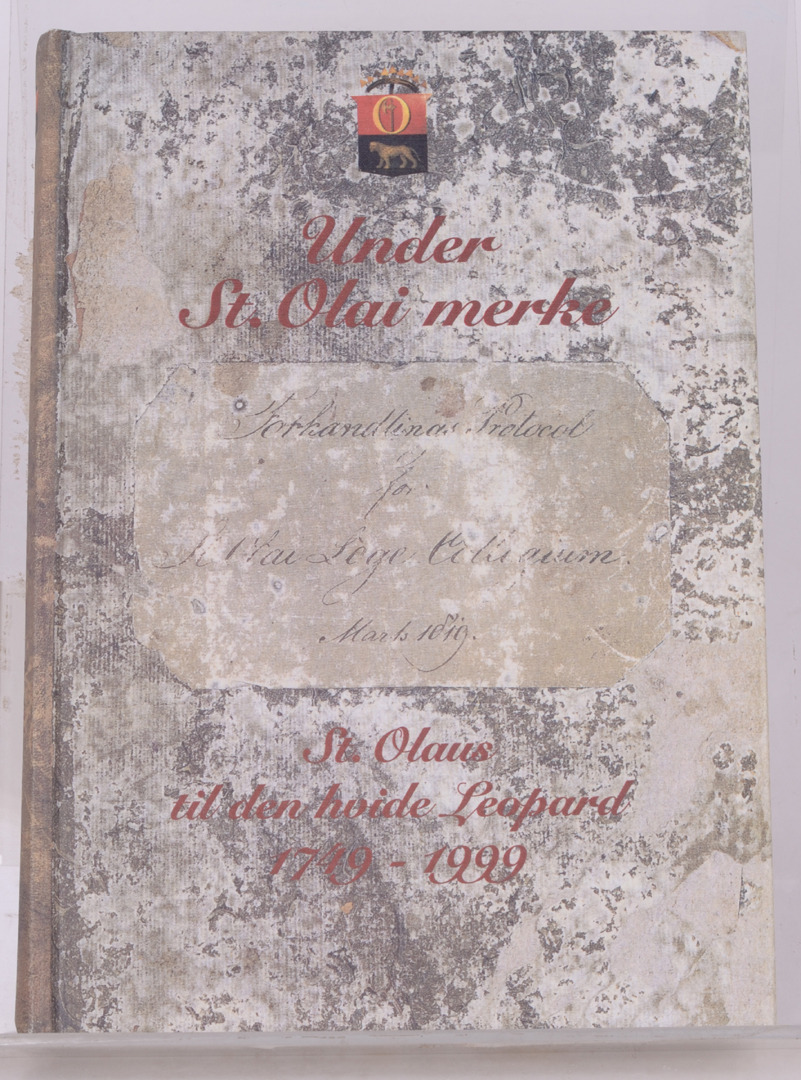 Under
St. Olai merke
Forhandlings Protocol
for
St. Olai Loge Collegium.
Marts 1819.
St. Olaus
til den hvide Leopard
1749 - 1999